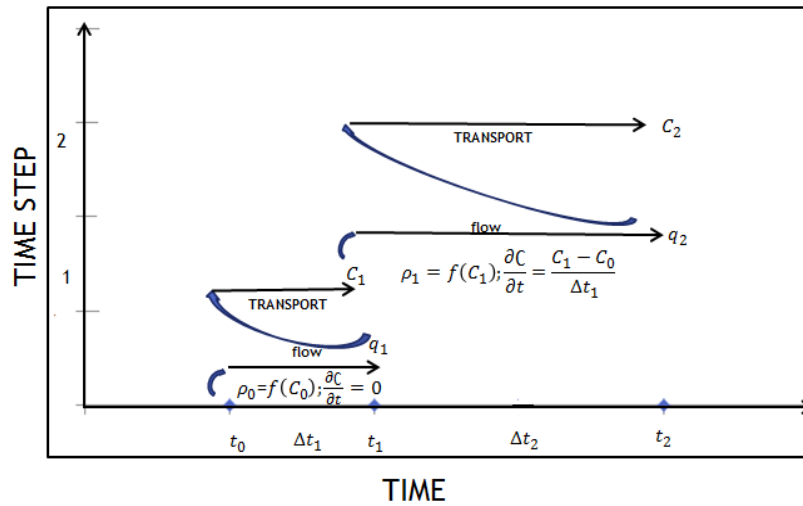 TIME STEP
2
TRANSPORT
C₂
flow
q₂
ρ₁ = f(C₁); ∂C/∂t = (C₁ − C₀)/Δt₁
1
C₁
TRANSPORT
flow
q₁
ρ₀=f(C₀); ∂C/∂t = 0
t₀ Δt₁ t₁ Δt₂ t₂
TIME